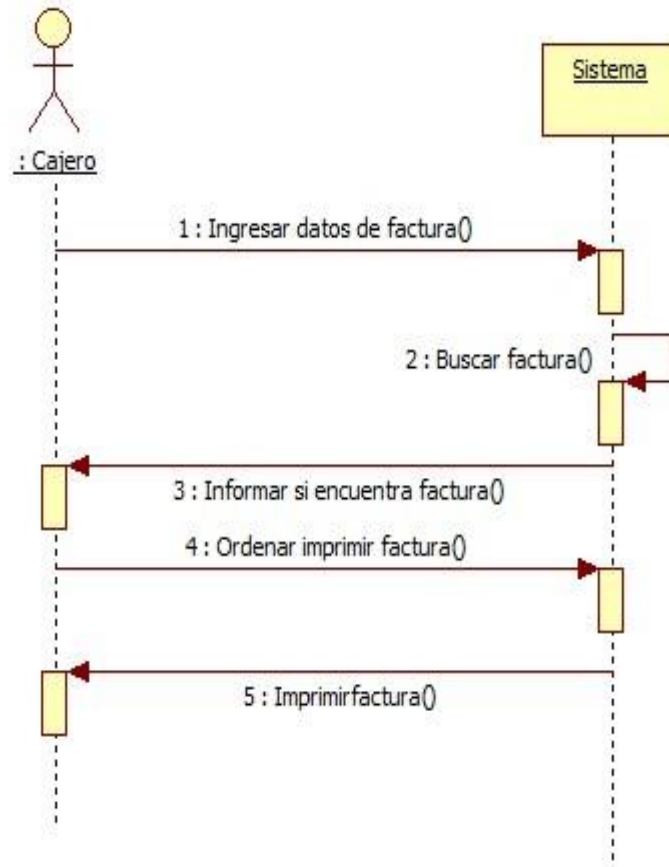 Sistema
: Cajero
1 : Ingresar datos de factura()
2 : Buscar factura()
3 : Informar si encuentra factura()
4 : Ordenar imprimir factura()
5 : Imprimirfactura()